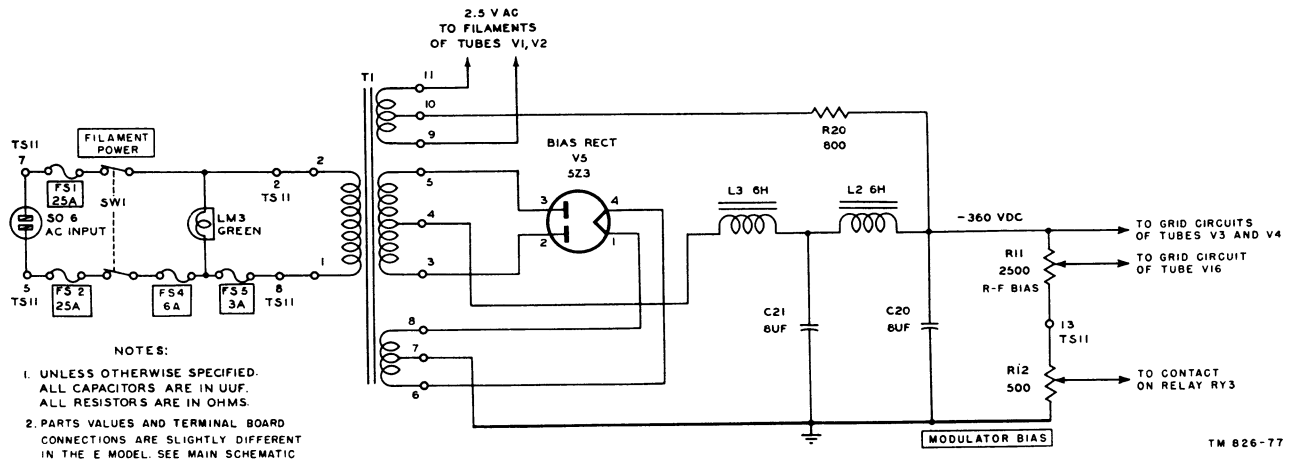 2.5 V AC
TO FILAMENTS
OF TUBES V1, V2
T1
11
10
9
R20
800
FILAMENT
POWER
TS11
7
FS1
25A
SW1
2
TS11
2
LM3
GREEN
SO 6
AC INPUT
5
TS11
FS 2
25A
FS4
6A
FS5
3A
8
TS11
1
5
4
3
BIAS RECT
V5
5Z3
3
4
2
1
L3 6H
L2 6H
-360 VDC
TO GRID CIRCUITS
OF TUBES V3 AND V4
R11
2500
R-F BIAS
TO GRID CIRCUIT
OF TUBE V16
C21
8UF
C20
8UF
13
TS11
R12
500
TO CONTACT
ON RELAY RY3
8
7
6
NOTES:
1. UNLESS OTHERWISE SPECIFIED.
ALL CAPACITORS ARE IN UUF.
ALL RESISTORS ARE IN OHMS.
2. PARTS VALUES AND TERMINAL BOARD
CONNECTIONS ARE SLIGHTLY DIFFERENT
IN THE E MODEL. SEE MAIN SCHEMATIC
MODULATOR BIAS
TM 826-77